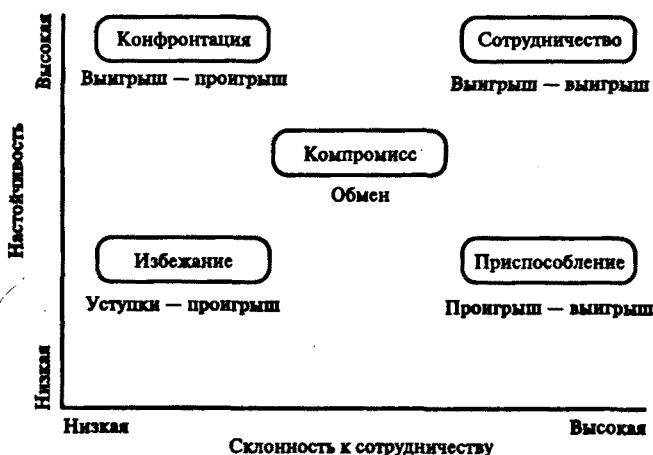 Высокая
Настойчивость
Низкая
Конфронтация
Выигрыш — проигрыш
Сотрудничество
Выигрыш — выигрыш
Компромисс
Обмен
Избежание
Уступки — проигрыш
Приспособление
Проигрыш — выигрыш
Низкая
Высокая
Склонность к сотрудничеству